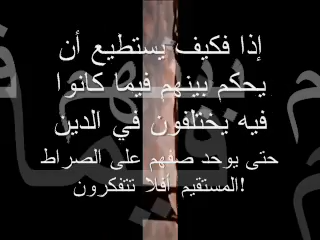 إذا فكيف يستطيع أن
يحكم بينهم فيما كانوا
فيه يختلفون في الدين
حتى يوحد صفهم على الصراط
المستقيم أفلا تتفكرون!